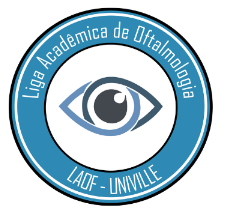 Liga Acadêmica de Oftalmologia
LAOF - UNIVILLE